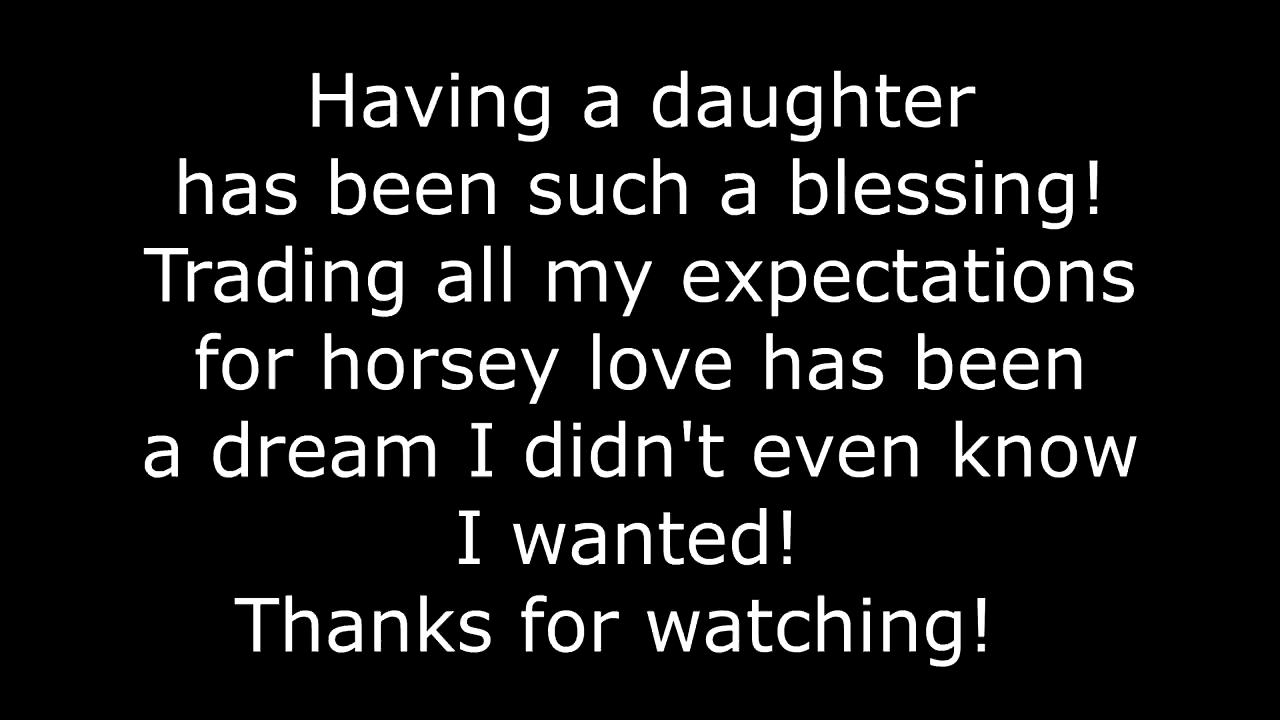 Having a daughter
has been such a blessing!
Trading all my expectations
for horsey love has been
a dream I didn't even know
I wanted!
Thanks for watching!